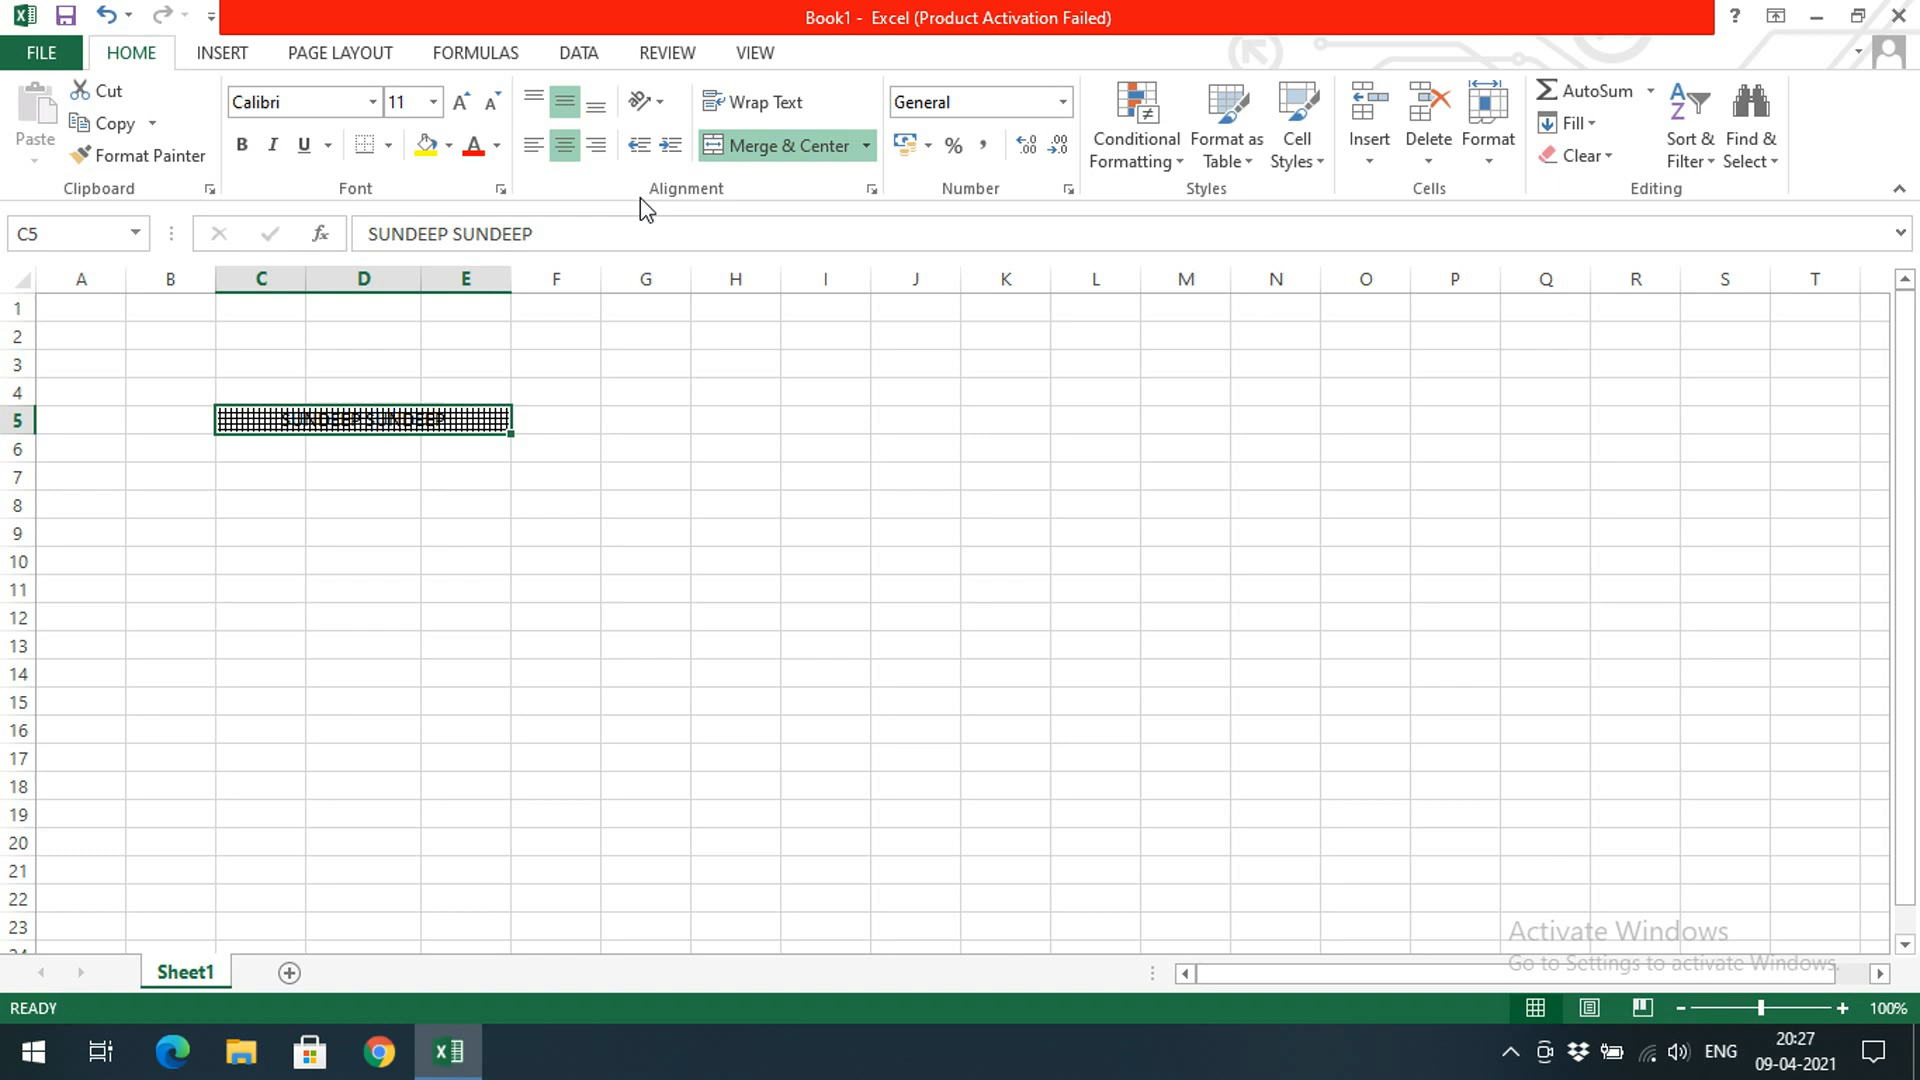 Book1 - Excel (Product Activation Failed)
?
FILE HOME INSERT PAGE LAYOUT FORMULAS DATA REVIEW VIEW
Paste
Cut
Copy
Format Painter
Clipboard
Calibri 11
B I U A
Font
Wrap Text
Merge & Center
Alignment
General
% ,
Number
Conditional Formatting
Format as Table
Cell Styles
Styles
Insert Delete Format
Cells
AutoSum
Fill
Clear
Sort & Filter
Find & Select
Editing
C5 fx SUNDEEP SUNDEEP
A B C D E F G H I J K L M N O P Q R S T
1
2
3
4
5 SUNDEEP SUNDEEP
6
7
8
9
10
11
12
13
14
15
16
17
18
19
20
21
22
23
Activate Windows
Go to Settings to activate Windows.
Sheet1
READY 100%
ENG
20:27
09-04-2021